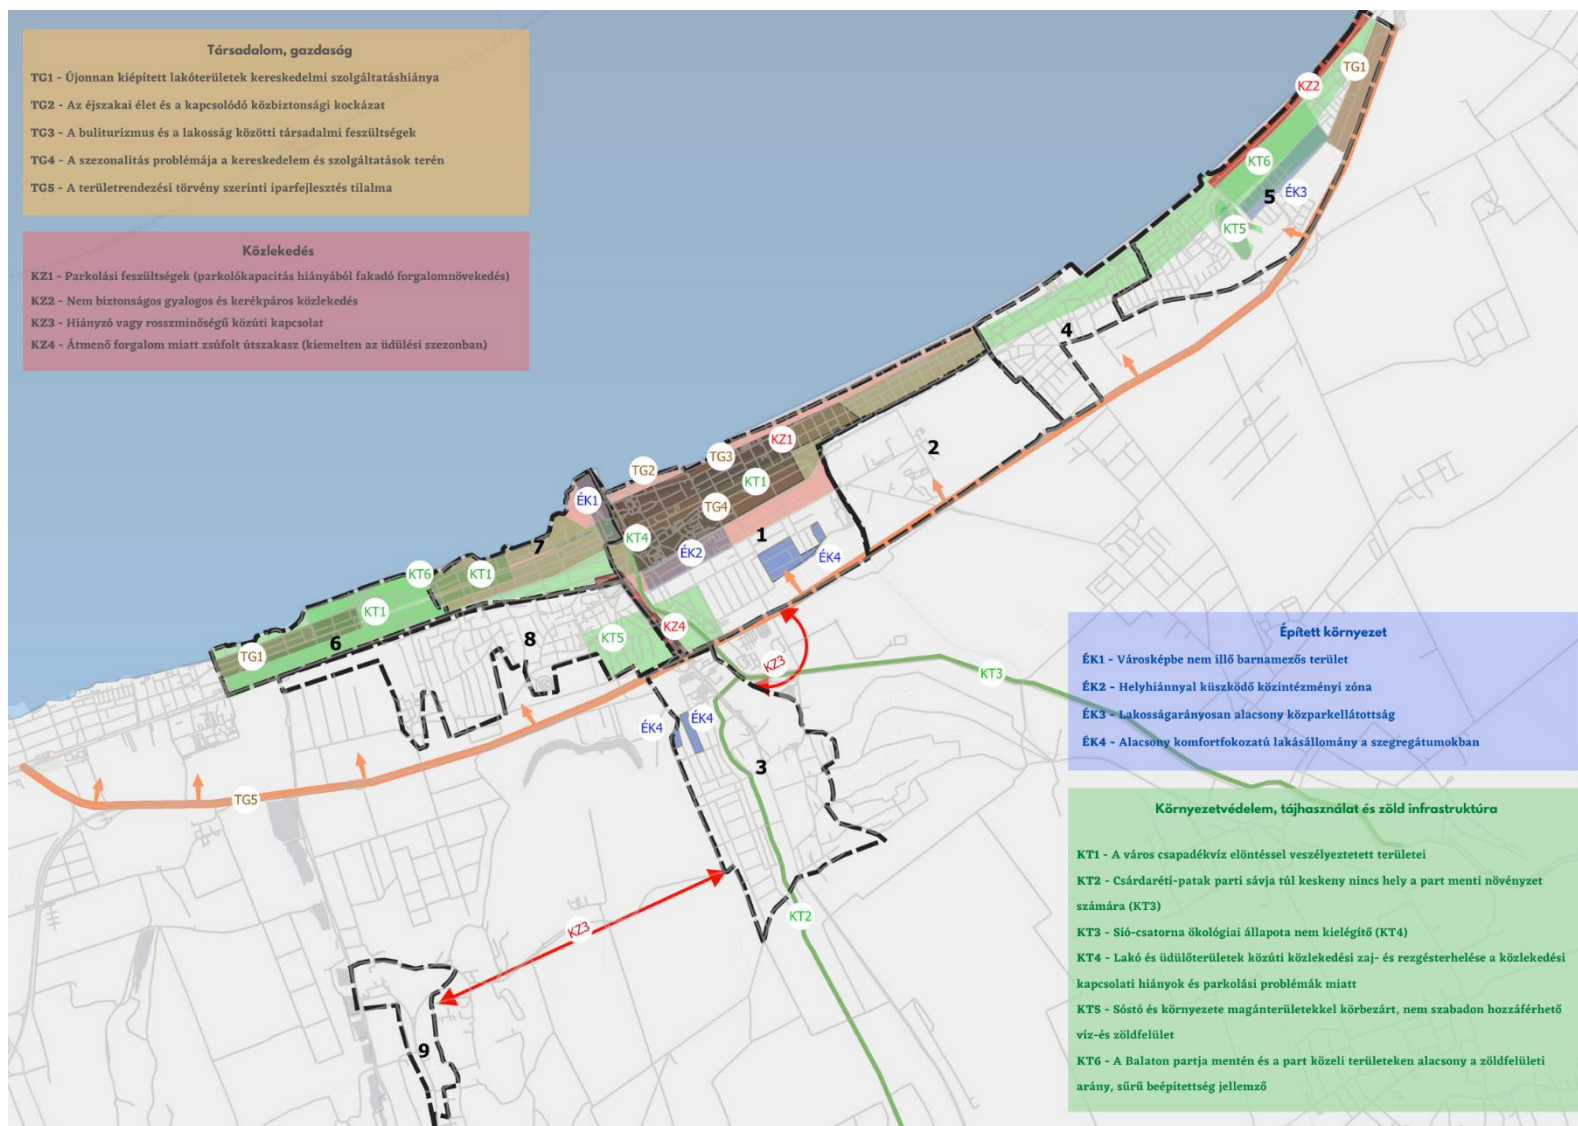 Társadalom, gazdaság
TG1 - Újonnan kiépített lakóterületek kereskedelmi szolgáltatáshiánya
TG2 - Az éjszakai élet és a kapcsolódó közbiztonsági kockázat
TG3 - A buliturizmus és a lakosság közötti társadalmi feszültségek
TG4 - A szezonalitás problémája a kereskedelem és szolgáltatások terén
TG5 - A területrendezési törvény szerinti iparfejlesztés tilalma
Közlekedés
KZ1 - Parkolási feszültségek (parkolókapacitás hiányából fakadó forgalomnövekedés)
KZ2 - Nem biztonságos gyalogos és kerékpáros közlekedés
KZ3 - Hiányzó vagy rosszminőségű közúti kapcsolat
KZ4 - Átmenő forgalom miatt zsúfolt útszakasz (kiemelten az üdülési szezonban)
TG1
KZ2
KT6
5
ÉK3
KT5
4
2
KZ1
TG3
TG2
KT1
ÉK1
TG4
1
KT4
7
ÉK2
ÉK4
KT6
KT1
KT1
KZ4
8
KT5
6
TG1
KZ3
KT3
ÉK4
ÉK4
3
TG5
KT2
KZ3
9
Épített környezet
ÉK1 - Városképbe nem illő barnamezős terület
ÉK2 - Helyhiánnyal küszködő közintézményi zóna
ÉK3 - Lakosságarányosan alacsony közparkellátottság
ÉK4 - Alacsony komfortfokozatú lakásállomány a szegregátumokban
Környezetvédelem, tájhasználat és zöld infrastruktúra
KT1 - A város csapadékvíz elöntéssel veszélyeztetett területei
KT2 - Csárdaréti-patak parti sávja túl keskeny nincs hely a part menti növényzet
számára (KT3)
KT3 - Sió-csatorna ökológiai állapota nem kielégítő (KT4)
KT4 - Lakó és üdülőterületek közúti közlekedési zaj- és rezgésterhelése a közlekedési
kapcsolati hiányok és parkolási problémák miatt
KT5 - Sóstó és környezete magánterületekkel körbezárt, nem szabadon hozzáférhető
víz-és zöldfelület
KT6 - A Balaton partja mentén és a part közeli területeken alacsony a zöldfelületi
arány, sűrű beépítettség jellemző